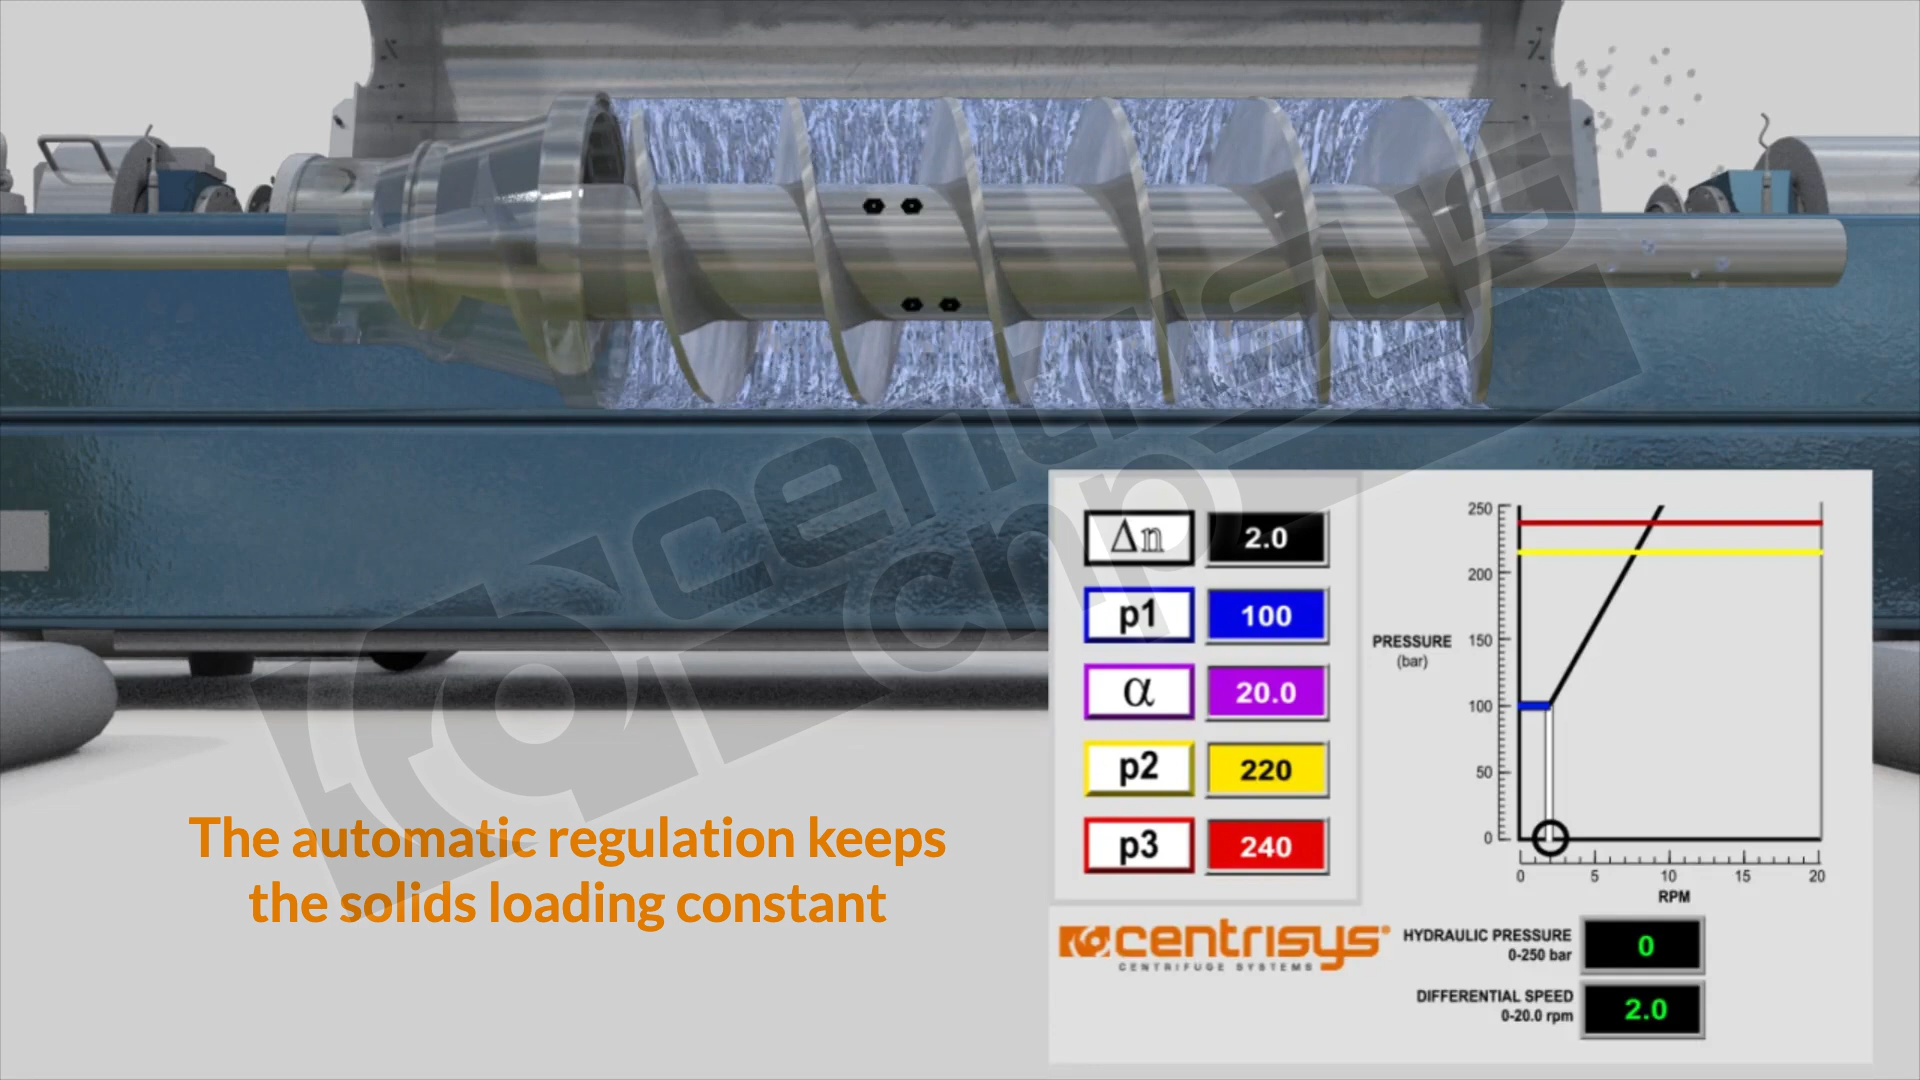 centrisys
cnp
Δn 2.0
p1 100
α 20.0
p2 220
p3 240
PRESSURE
(bar)
250
200
150
100
50
0
0 5 10 15 20
RPM
The automatic regulation keeps
the solids loading constant
centrisys®
CENTRIFUGE SYSTEMS
HYDRAULIC PRESSURE
0-250 bar
0
DIFFERENTIAL SPEED
0-20.0 rpm
2.0